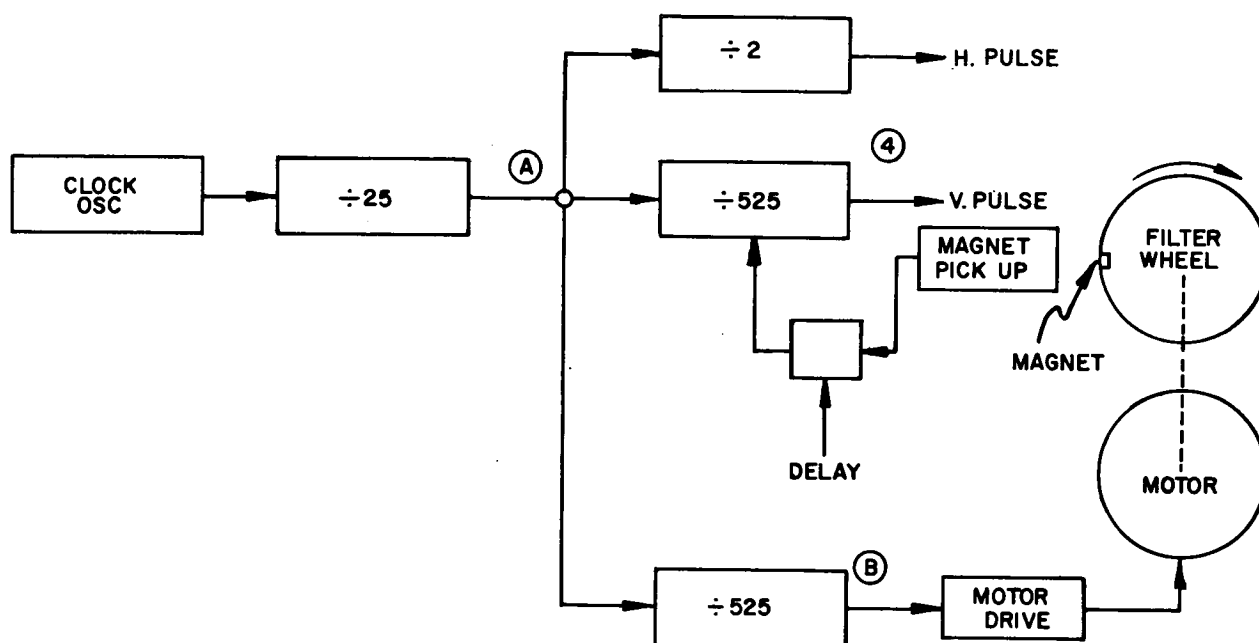 ÷2
H. PULSE
CLOCK
OSC
÷25
A
÷525
4
V. PULSE
MAGNET
PICK UP
FILTER
WHEEL
MAGNET
DELAY
MOTOR
÷525
B
MOTOR
DRIVE